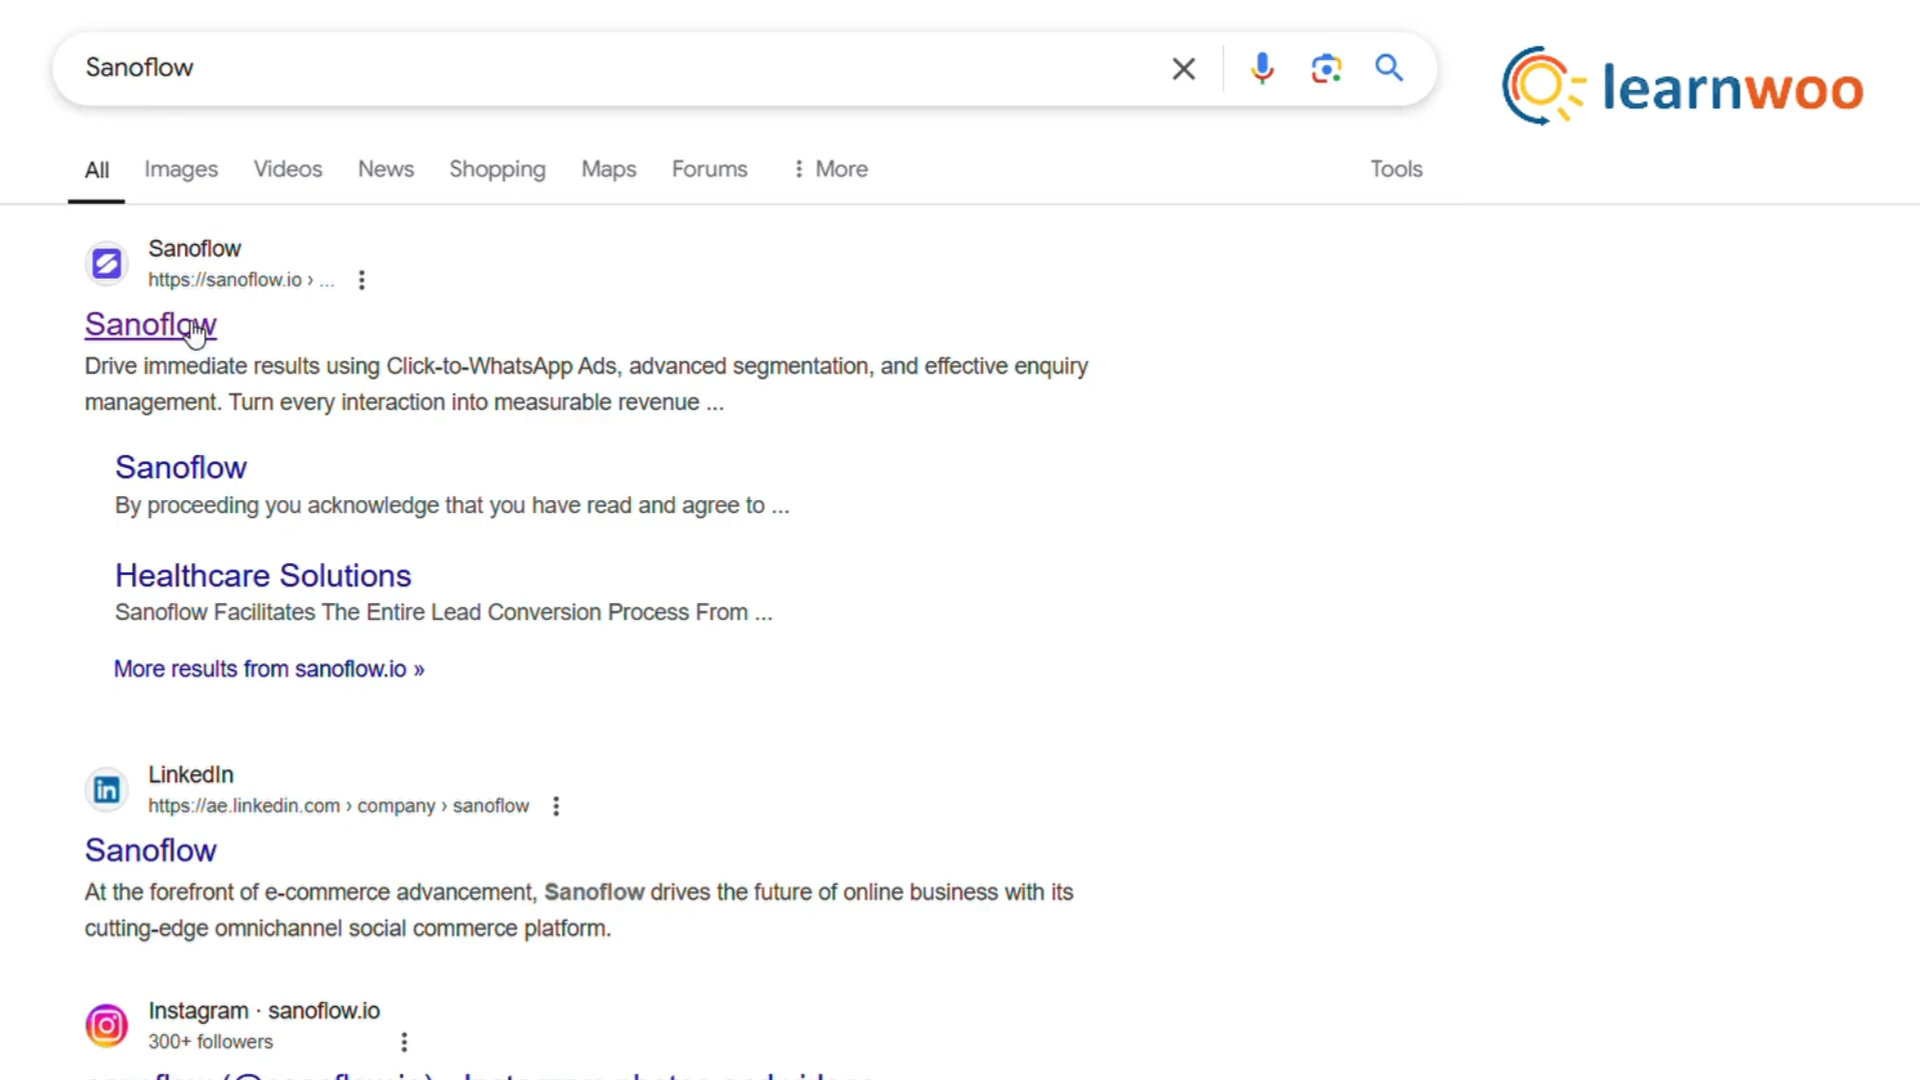 Sanoflow
learnwoo
All Images Videos News Shopping Maps Forums More Tools
Sanoflow
https://sanoflow.io › ...
Sanoflow
Drive immediate results using Click-to-WhatsApp Ads, advanced segmentation, and effective enquiry
management. Turn every interaction into measurable revenue ...
Sanoflow
By proceeding you acknowledge that you have read and agree to ...
Healthcare Solutions
Sanoflow Facilitates The Entire Lead Conversion Process From ...
More results from sanoflow.io »
LinkedIn
https://ae.linkedin.com › company › sanoflow
Sanoflow
At the forefront of e-commerce advancement, Sanoflow drives the future of online business with its
cutting-edge omnichannel social commerce platform.
Instagram · sanoflow.io
300+ followers